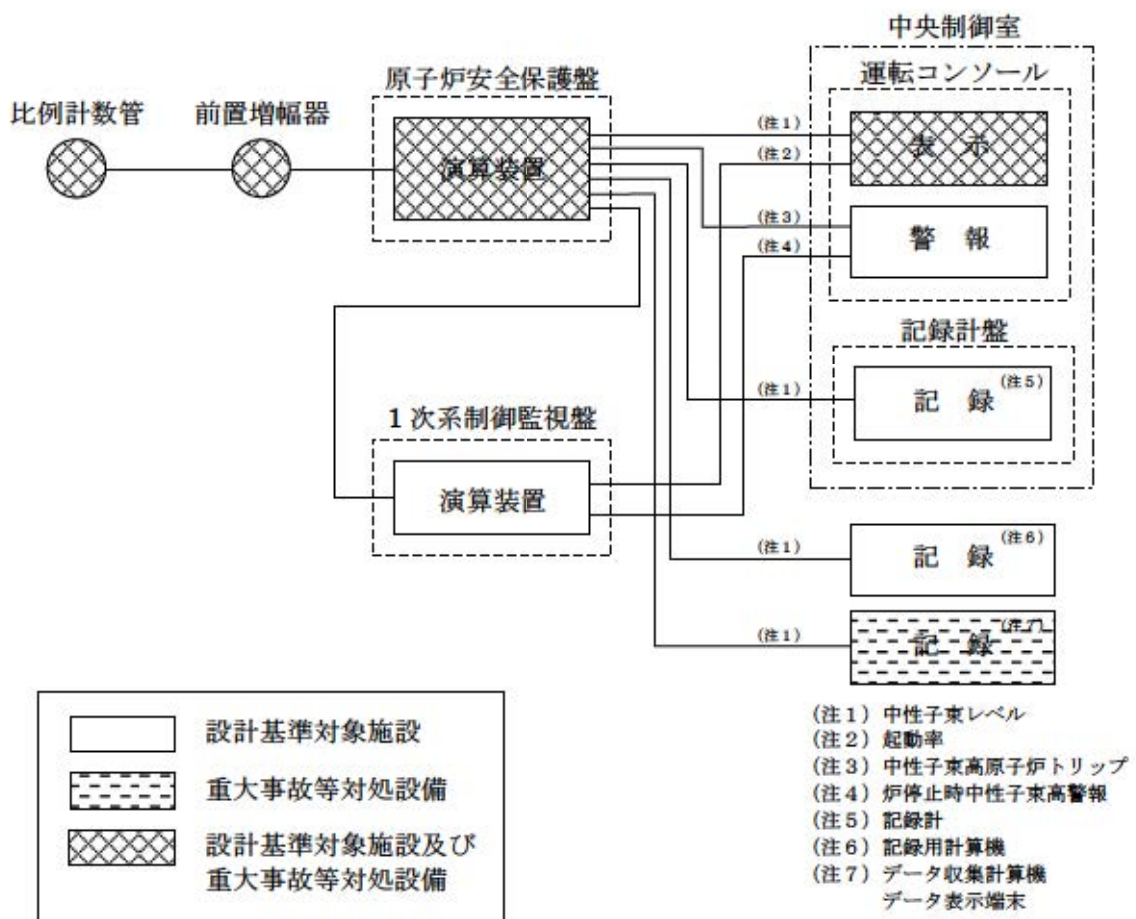 中央制御室
原子炉安全保護盤
運転コンソール
比例計数管
前置増幅器
(注1)
(注2)
表 示
演算装置
(注3)
(注4)
警 報
記録計盤
(注1)
記 録
(注5)
1次系制御監視盤
演算装置
(注1)
記 録
(注6)
(注1)
記 録
(注7)
設計基準対象施設
重大事故等対処設備
設計基準対象施設及び
重大事故等対処設備
(注1) 中性子束レベル
(注2) 起動率
(注3) 中性子束高原子炉トリップ
(注4) 炉停止時中性子束高警報
(注5) 記録計
(注6) 記録用計算機
(注7) データ収集計算機
データ表示端末